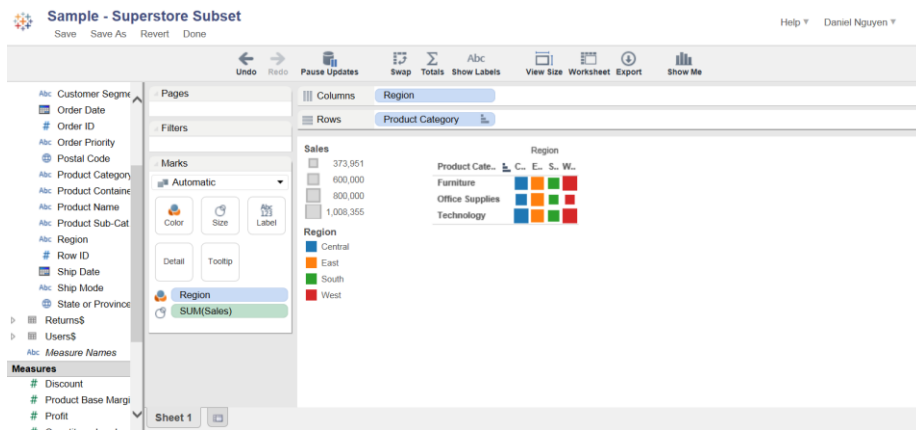 Sample - Superstore Subset
Save Save As Revert Done
Help Daniel Nguyen
Undo Redo Pause Updates Swap Totals Abc Show Labels View Size Worksheet Export Show Me
Abc Customer Segme
Order Date
# Order ID
Abc Order Priority
Postal Code
Abc Product Category
Abc Product Containe
Abc Product Name
Abc Product Sub-Cat
Abc Region
# Row ID
Ship Date
Abc Ship Mode
State or Province
Returns$
Users$
Abc Measure Names
Measures
# Discount
# Product Base Margi
# Profit
Pages
Filters
Marks
Automatic
Color Size Abc 123 Label
Detail Tooltip
Region
SUM(Sales)
Columns Region
Rows Product Category
Sales
373,951
600,000
800,000
1,008,355
Region
Central
East
South
West
Region
Product Cate.. C.. E.. S.. W..
Furniture
Office Supplies
Technology
Sheet 1